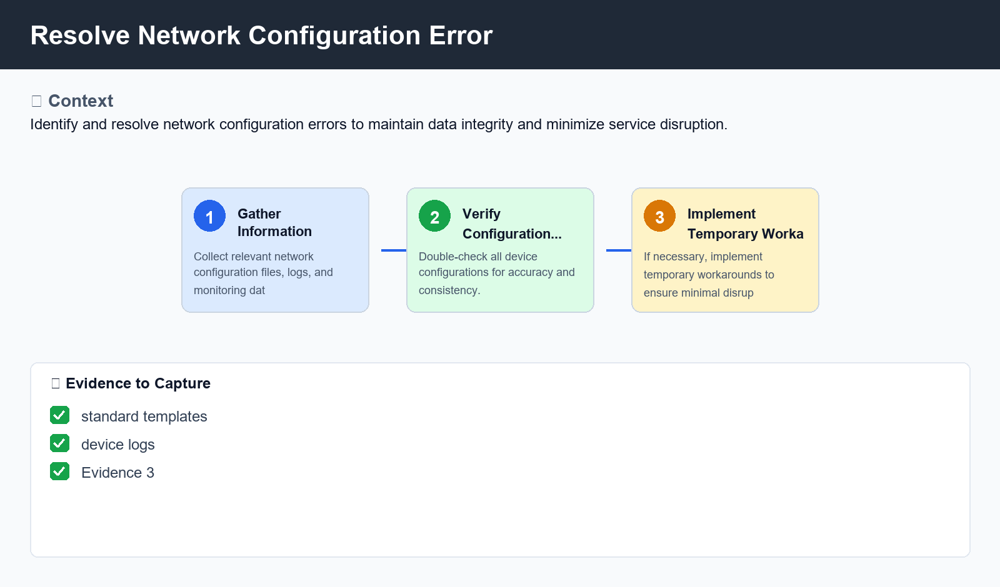 Resolve Network Configuration Error
Context
Identify and resolve network configuration errors to maintain data integrity and minimize service disruption.
1
Gather
Information
Collect relevant network
configuration files, logs, and
monitoring dat
2
Verify
Configuration...
Double-check all device
configurations for accuracy and
consistency.
3
Implement
Temporary Worka
If necessary, implement
temporary workarounds to
ensure minimal disrup
Evidence to Capture
standard templates
device logs
Evidence 3